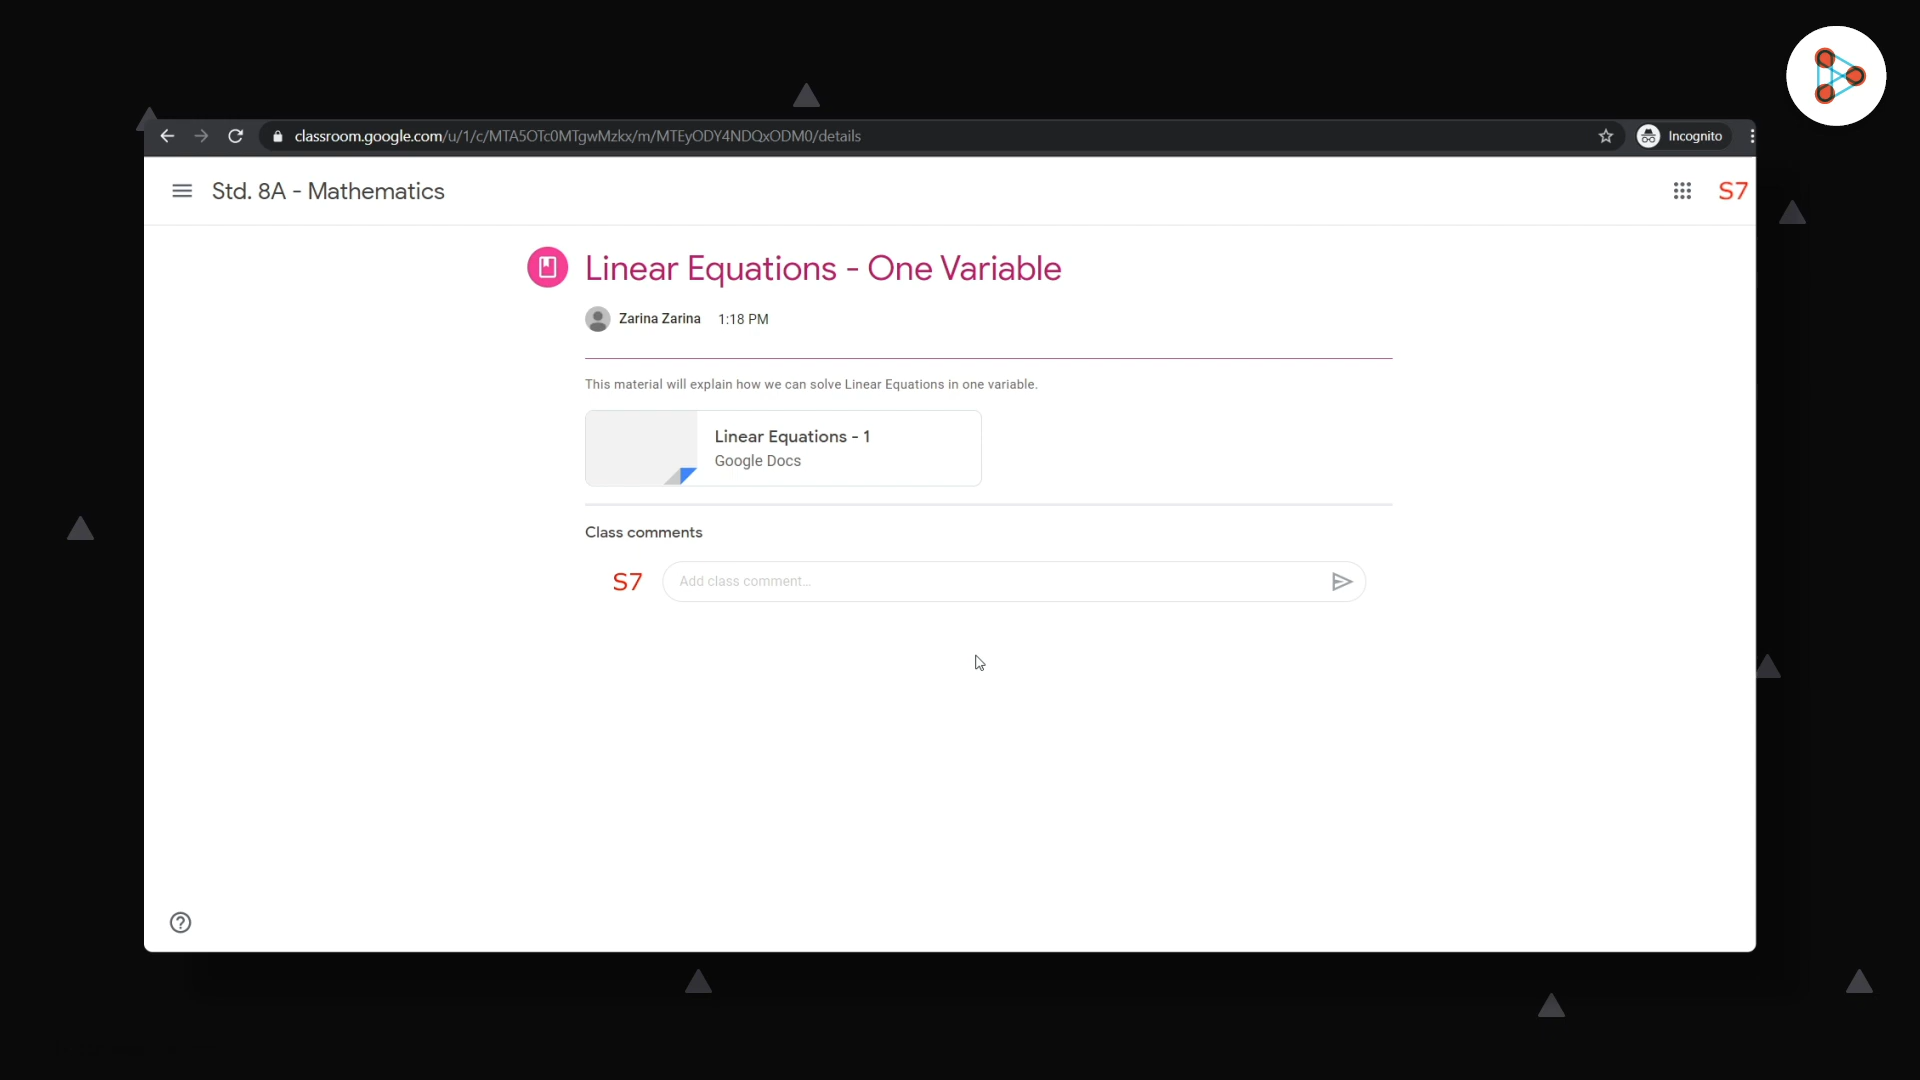 classroom.google.com/u/1/c/MTA5OTc0MTgwMzkx/m/MTEyODY4NDQxODM0/details
Incognito
Std. 8A - Mathematics
S7
Linear Equations - One Variable
Zarina Zarina 1:18 PM
This material will explain how we can solve Linear Equations in one variable.
Linear Equations - 1
Google Docs
Class comments
S7
Add class comment...